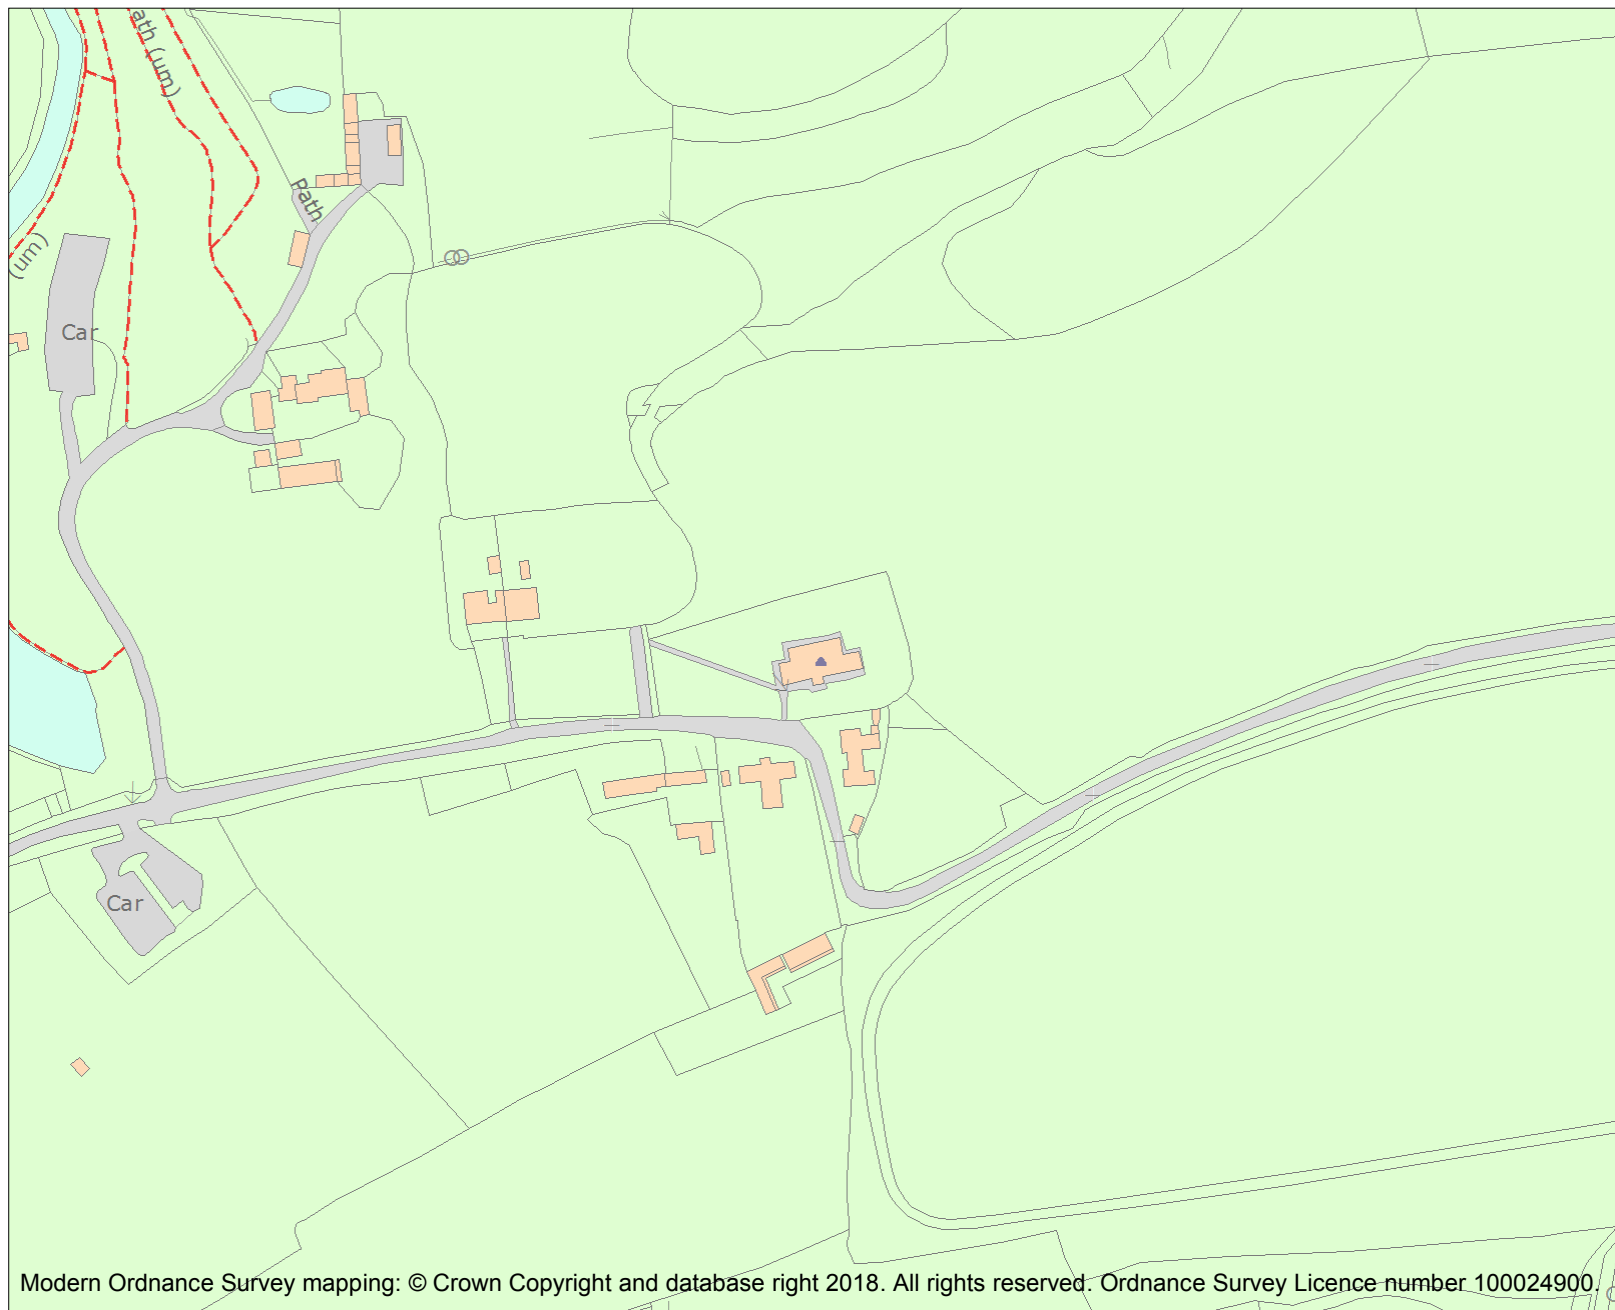 ath (um)
Path
(um)
Car
Car
Modern Ordnance Survey mapping: © Crown Copyright and database right 2018. All rights reserved. Ordnance Survey Licence number 100024900.